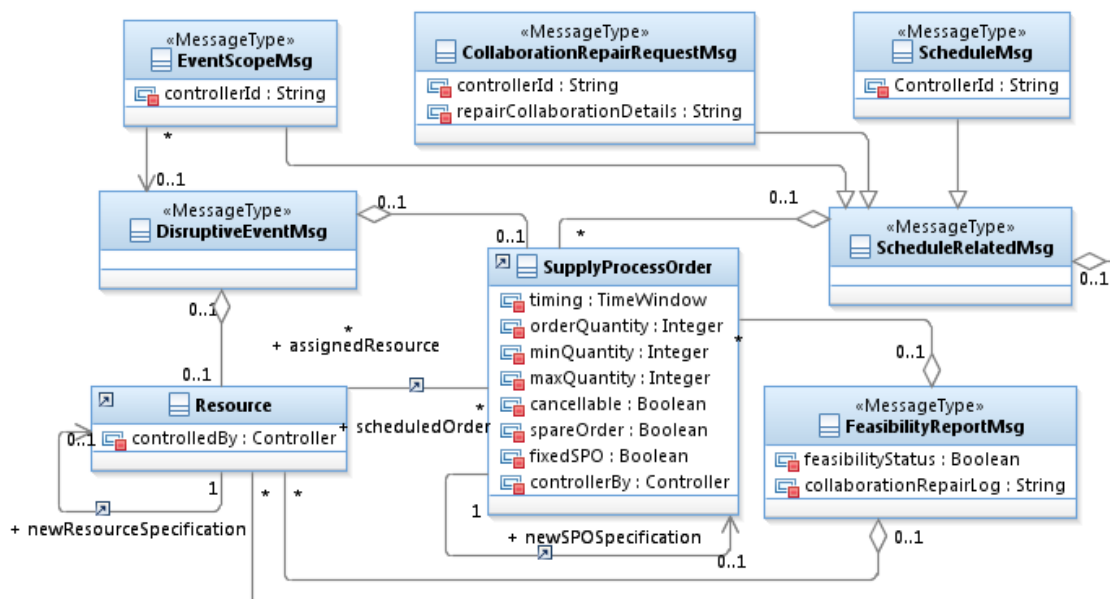 «MessageType»
EventScopeMsg
controllerId : String
«MessageType»
CollaborationRepairRequestMsg
controllerId : String
repairCollaborationDetails : String
«MessageType»
ScheduleMsg
ControllerId : String
*
0..1
«MessageType»
DisruptiveEventMsg
0..1
0..1
0..1
*
«MessageType»
ScheduleRelatedMsg
0..1
SupplyProcessOrder
timing : TimeWindow
orderQuantity : Integer
minQuantity : Integer
maxQuantity : Integer
cancellable : Boolean
spareOrder : Boolean
fixedSPO : Boolean
controllerBy : Controller
0..1
*
+ assignedResource
0..1
*
+ scheduledOrder
Resource
controlledBy : Controller
0..1
1
+ newResourceSpecification
*
*
*
0..1
«MessageType»
FeasibilityReportMsg
feasibilityStatus : Boolean
collaborationRepairLog : String
1
+ newSPOSpecification
0..1
0..1